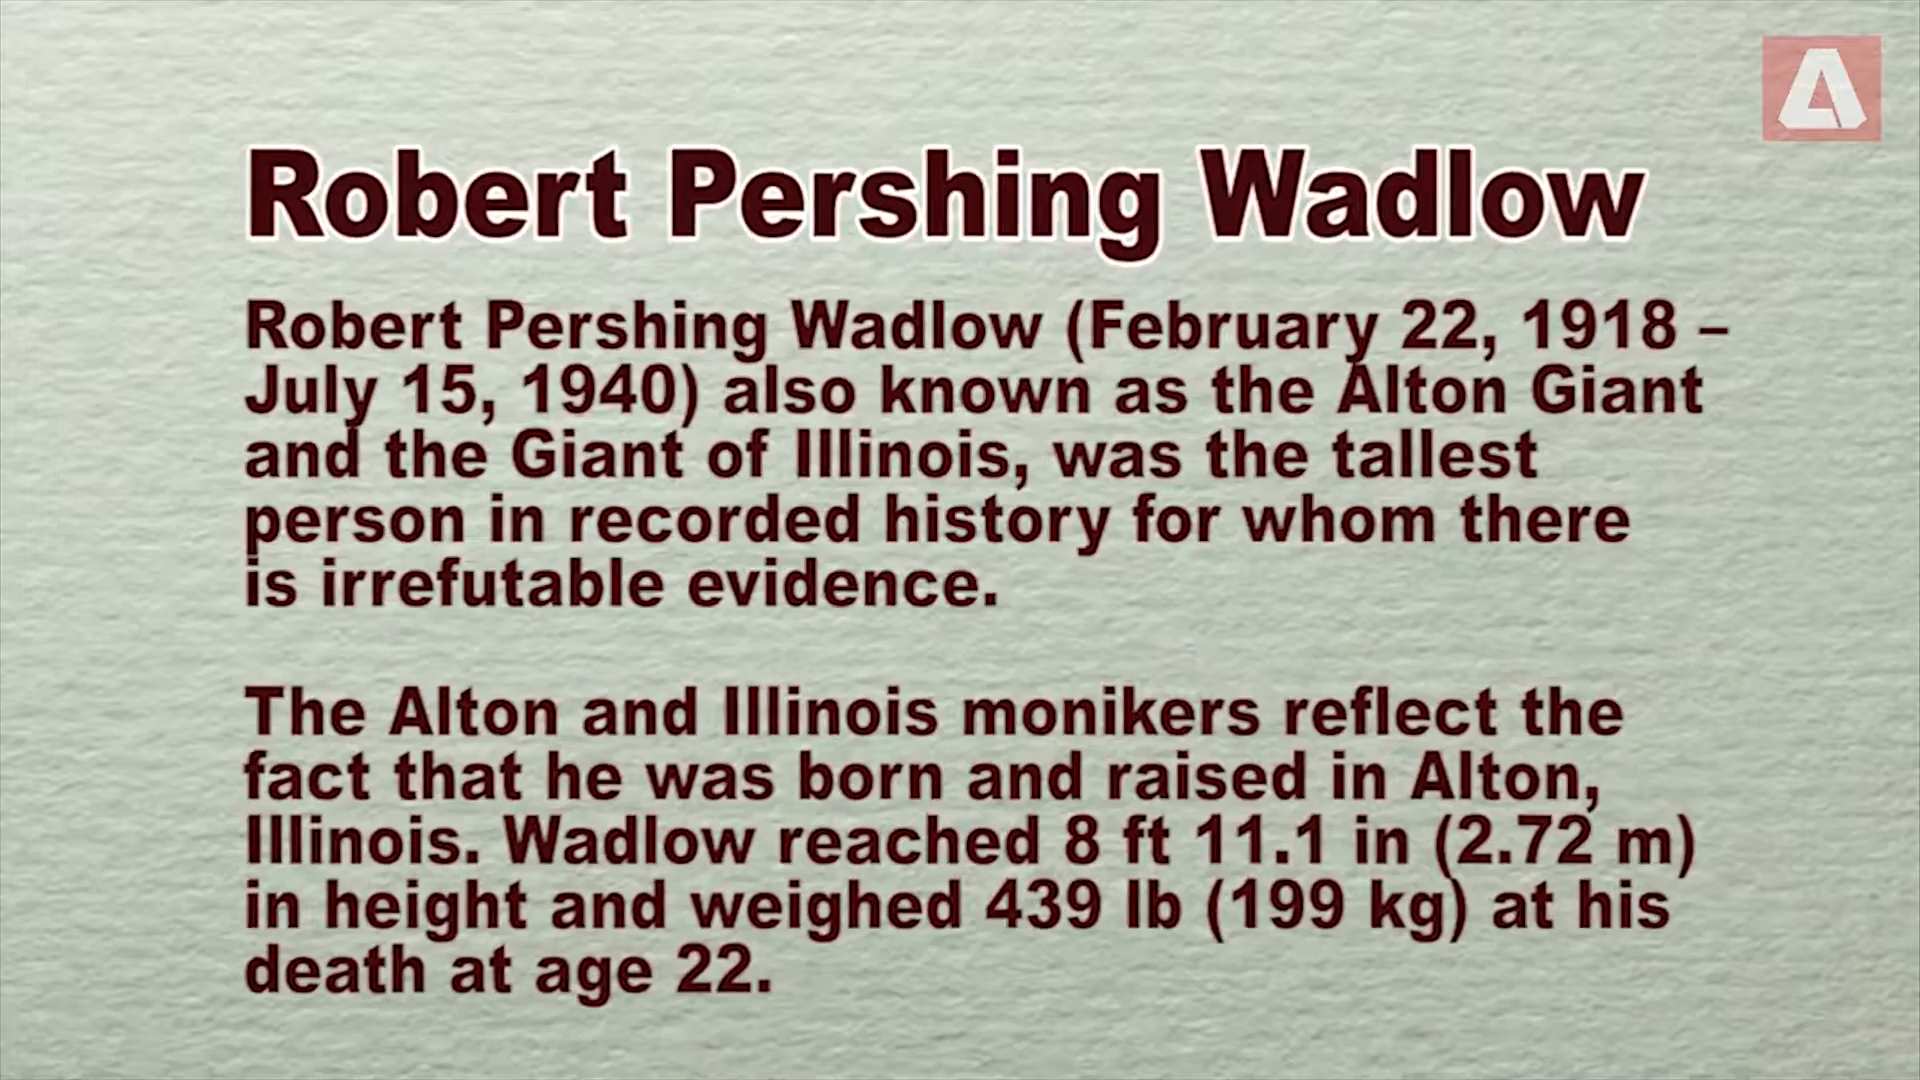 Robert Pershing Wadlow
Robert Pershing Wadlow (February 22, 1918 –
July 15, 1940) also known as the Alton Giant
and the Giant of Illinois, was the tallest
person in recorded history for whom there
is irrefutable evidence.
The Alton and Illinois monikers reflect the
fact that he was born and raised in Alton,
Illinois. Wadlow reached 8 ft 11.1 in (2.72 m)
in height and weighed 439 lb (199 kg) at his
death at age 22.